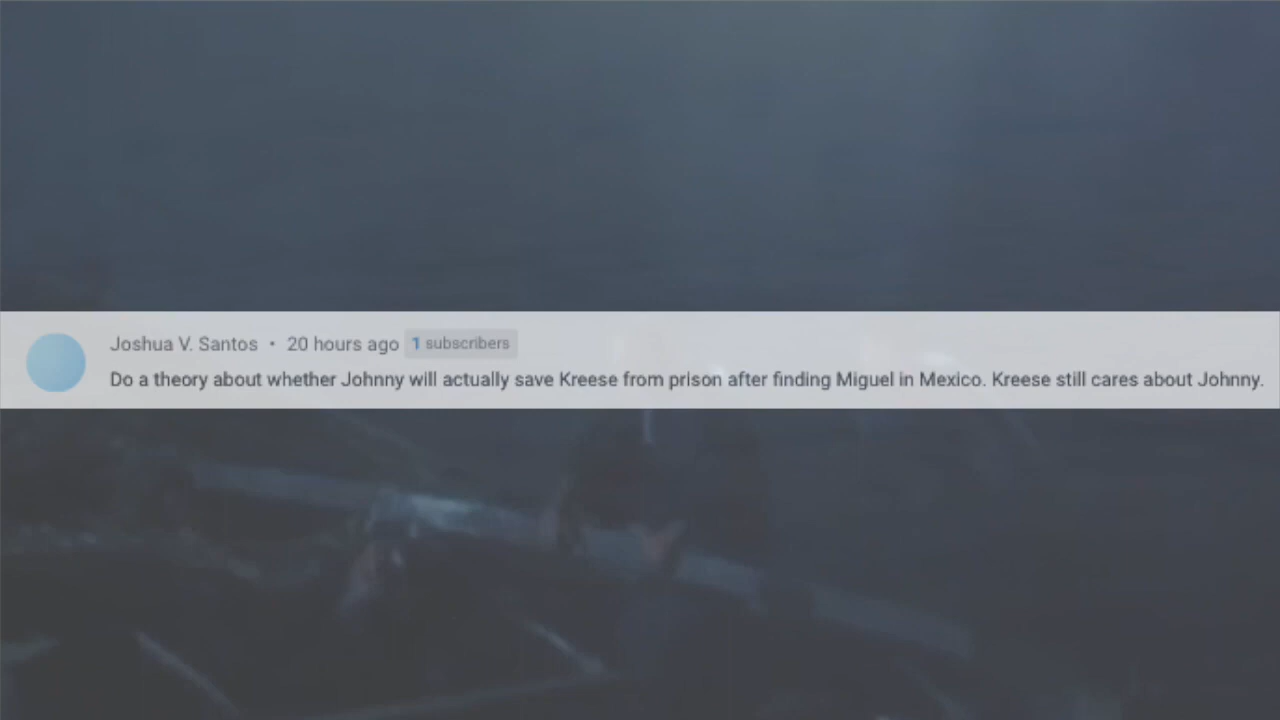 Joshua V. Santos • 20 hours ago 1 subscribers
Do a theory about whether Johnny will actually save Kreese from prison after finding Miguel in Mexico. Kreese still cares about Johnny.